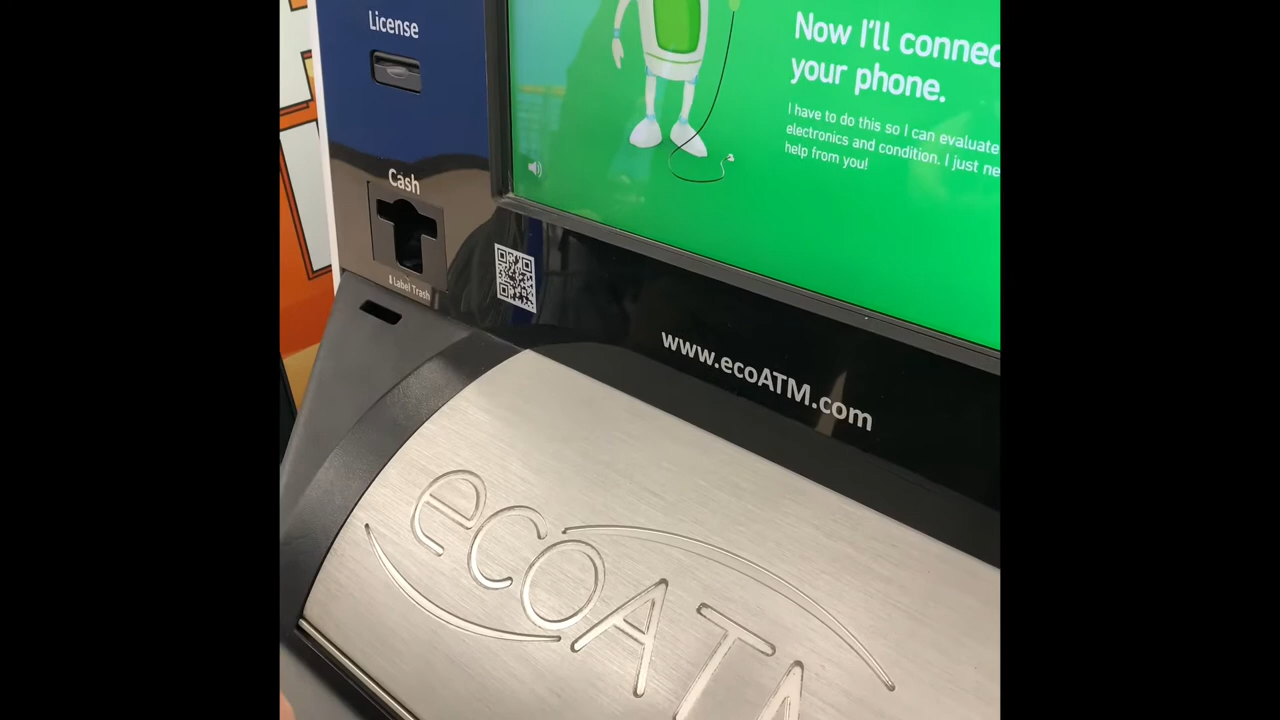 License
Cash
Label Trash
Now I'll connec
your phone.
I have to do this so I can evaluate
electronics and condition. I just ne
help from you!
www.ecoATM.com
ecoATM